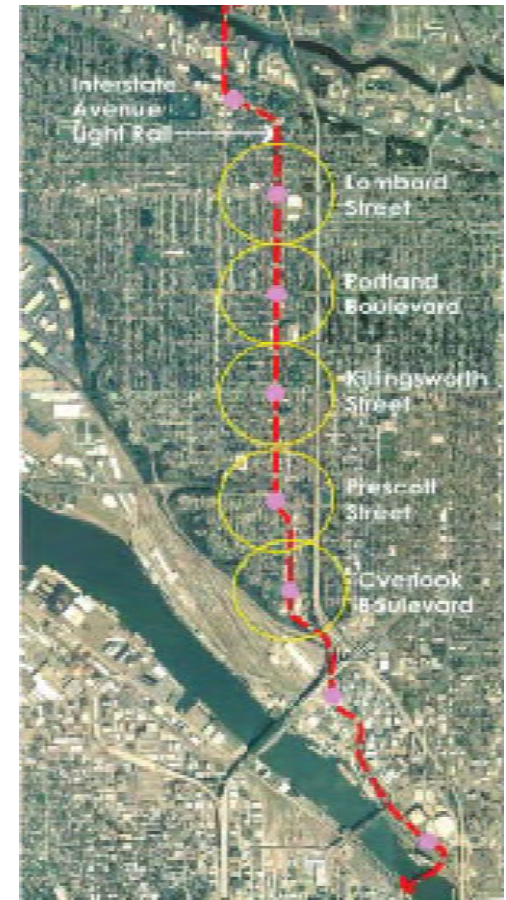 Interstate
Avenue
Light Rail
Lombard
Street
Portland
Boulevard
Killingsworth
Street
Prescott
Street
Overlook
Boulevard